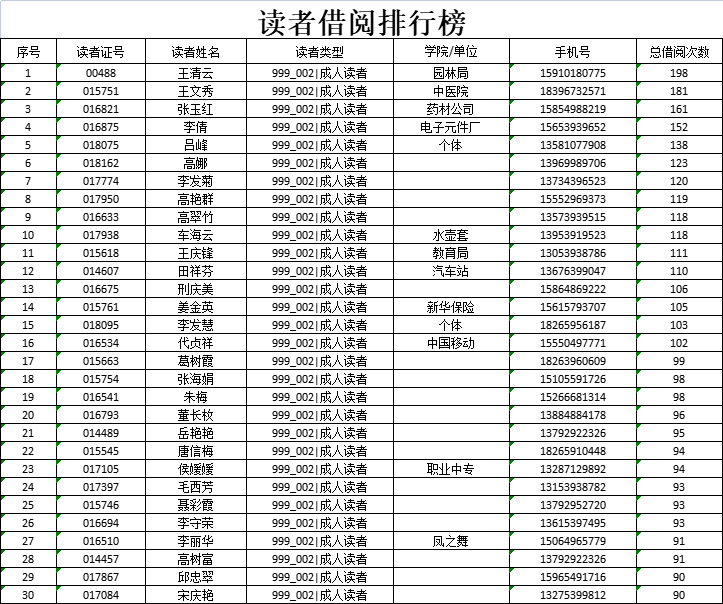 读者借阅排行榜
序号 读者证号 读者姓名 读者类型 学院/单位 手机号 总借阅次数
1 00488 王清云 999_002|成人读者 园林局 15910180775 198
2 015751 王文秀 999_002|成人读者 中医院 18396732571 181
3 016821 张玉红 999_002|成人读者 药材公司 15854988219 161
4 016875 李倩 999_002|成人读者 电子元件厂 15653939652 152
5 018075 吕峰 999_002|成人读者 个体 13581077908 138
6 018162 高娜 999_002|成人读者 13969989706 123
7 017774 李发菊 999_002|成人读者 13734396523 120
8 017950 高艳群 999_002|成人读者 15552969373 119
9 016633 高翠竹 999_002|成人读者 13573939515 118
10 017938 车海云 999_002|成人读者 水壶套 13953919523 118
11 015618 王庆锋 999_002|成人读者 教育局 13053938786 111
12 014607 田祥芬 999_002|成人读者 汽车站 13676399047 110
13 016675 刑庆美 999_002|成人读者 15864869222 106
14 015761 姜金英 999_002|成人读者 新华保险 15615793707 105
15 018095 李发慧 999_002|成人读者 个体 18265956187 103
16 016534 代贞祥 999_002|成人读者 中国移动 15550497771 102
17 015663 葛树霞 999_002|成人读者 18263960609 99
18 015754 张海娟 999_002|成人读者 15105591726 98
19 016541 朱梅 999_002|成人读者 15266681314 98
20 016793 董长枚 999_002|成人读者 13884884178 96
21 014489 岳艳艳 999_002|成人读者 13792922326 95
22 015545 唐信梅 999_002|成人读者 18265910448 94
23 017105 侯媛媛 999_002|成人读者 职业中专 13287129892 94
24 017397 毛西芳 999_002|成人读者 13153938782 93
25 015746 聂彩霞 999_002|成人读者 13792952720 93
26 016694 李守荣 999_002|成人读者 13615397495 93
27 016510 李丽华 999_002|成人读者 凤之舞 15064965779 91
28 014457 高树富 999_002|成人读者 13792922326 91
29 017867 邱忠翠 999_002|成人读者 15965491716 90
30 017084 宋庆艳 999_002|成人读者 13275399812 90